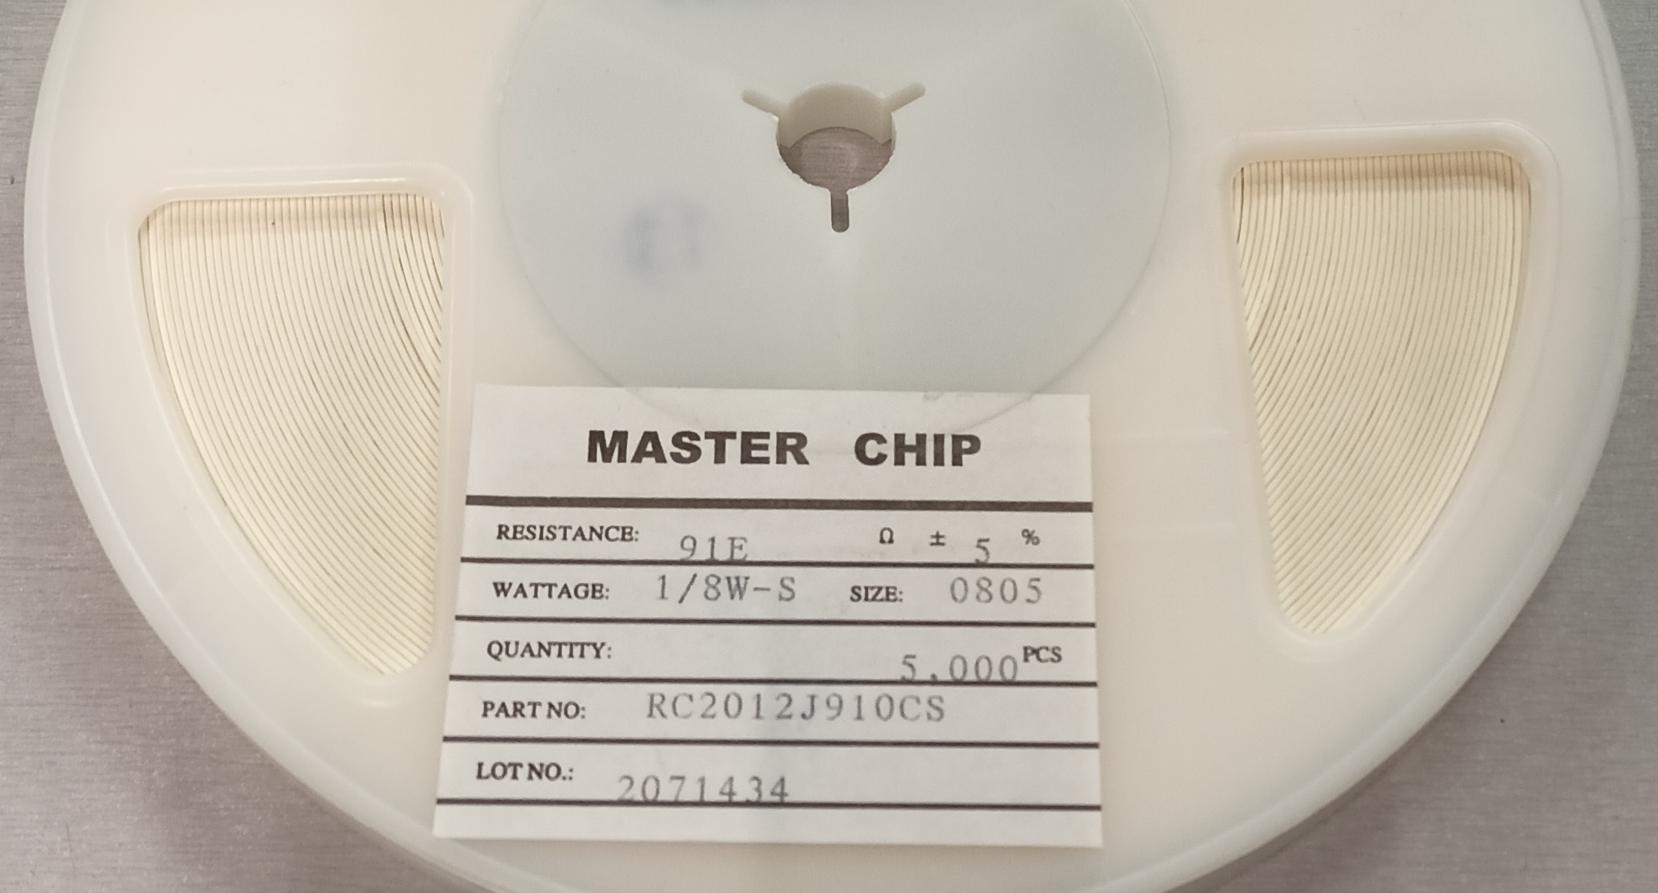 MASTER CHIP
RESISTANCE: 91E Ω ± 5 %
WATTAGE: 1/8W-S SIZE: 0805
QUANTITY: 5,000 PCS
PART NO: RC2012J910CS
LOT NO.: 2071434